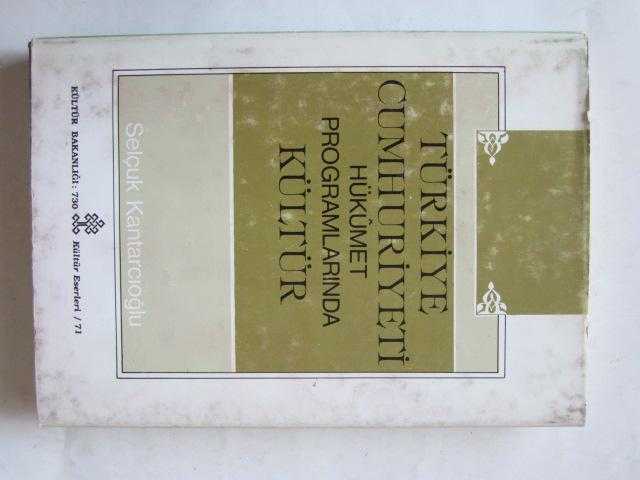 TÜRKİYE
CUMHURİYETİ
HÜKÛMET
PROGRAMLARINDA
KÜLTÜR
Selçuk Kantarcıoğlu
KÜLTÜR BAKANLIĞI : 730 Kültür Eserleri / 71